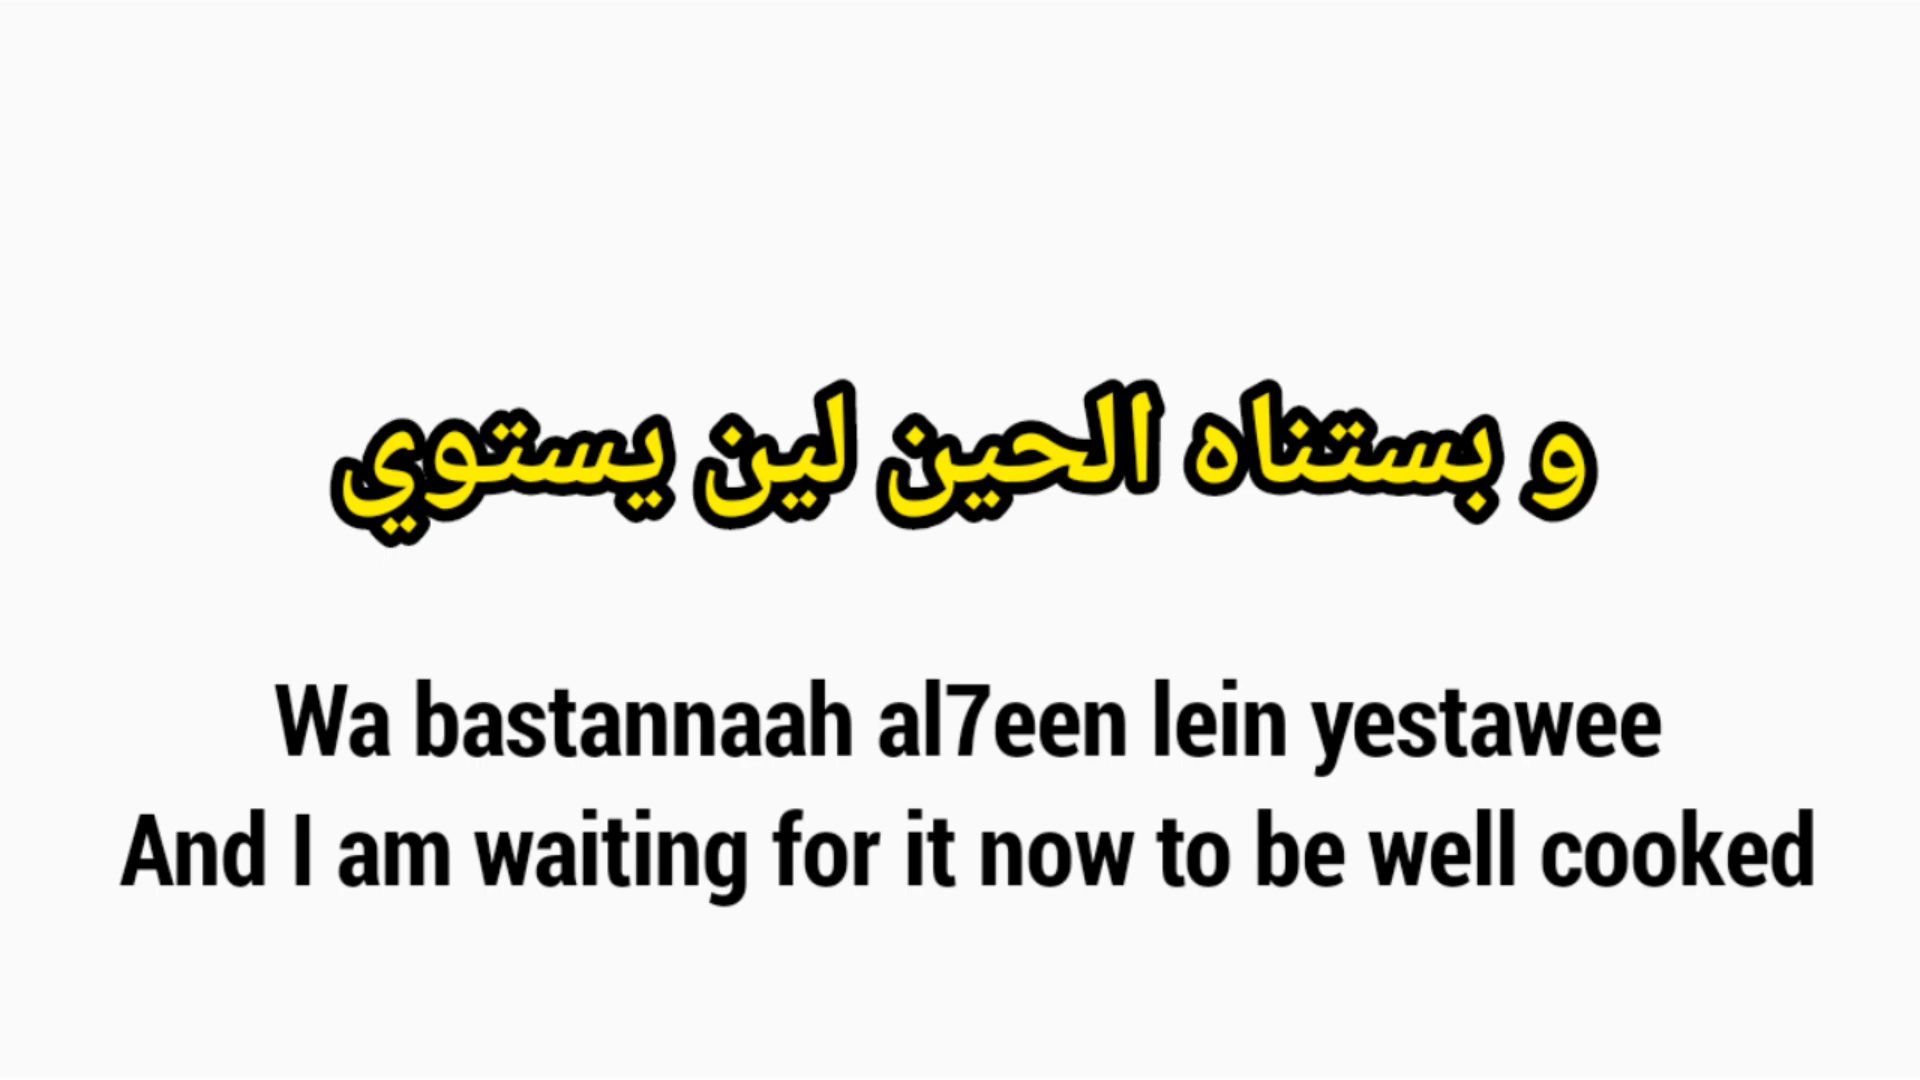 و بستناه الحين لين يستوي
Wa bastannaah al7een lein yestawee
And I am waiting for it now to be well cooked